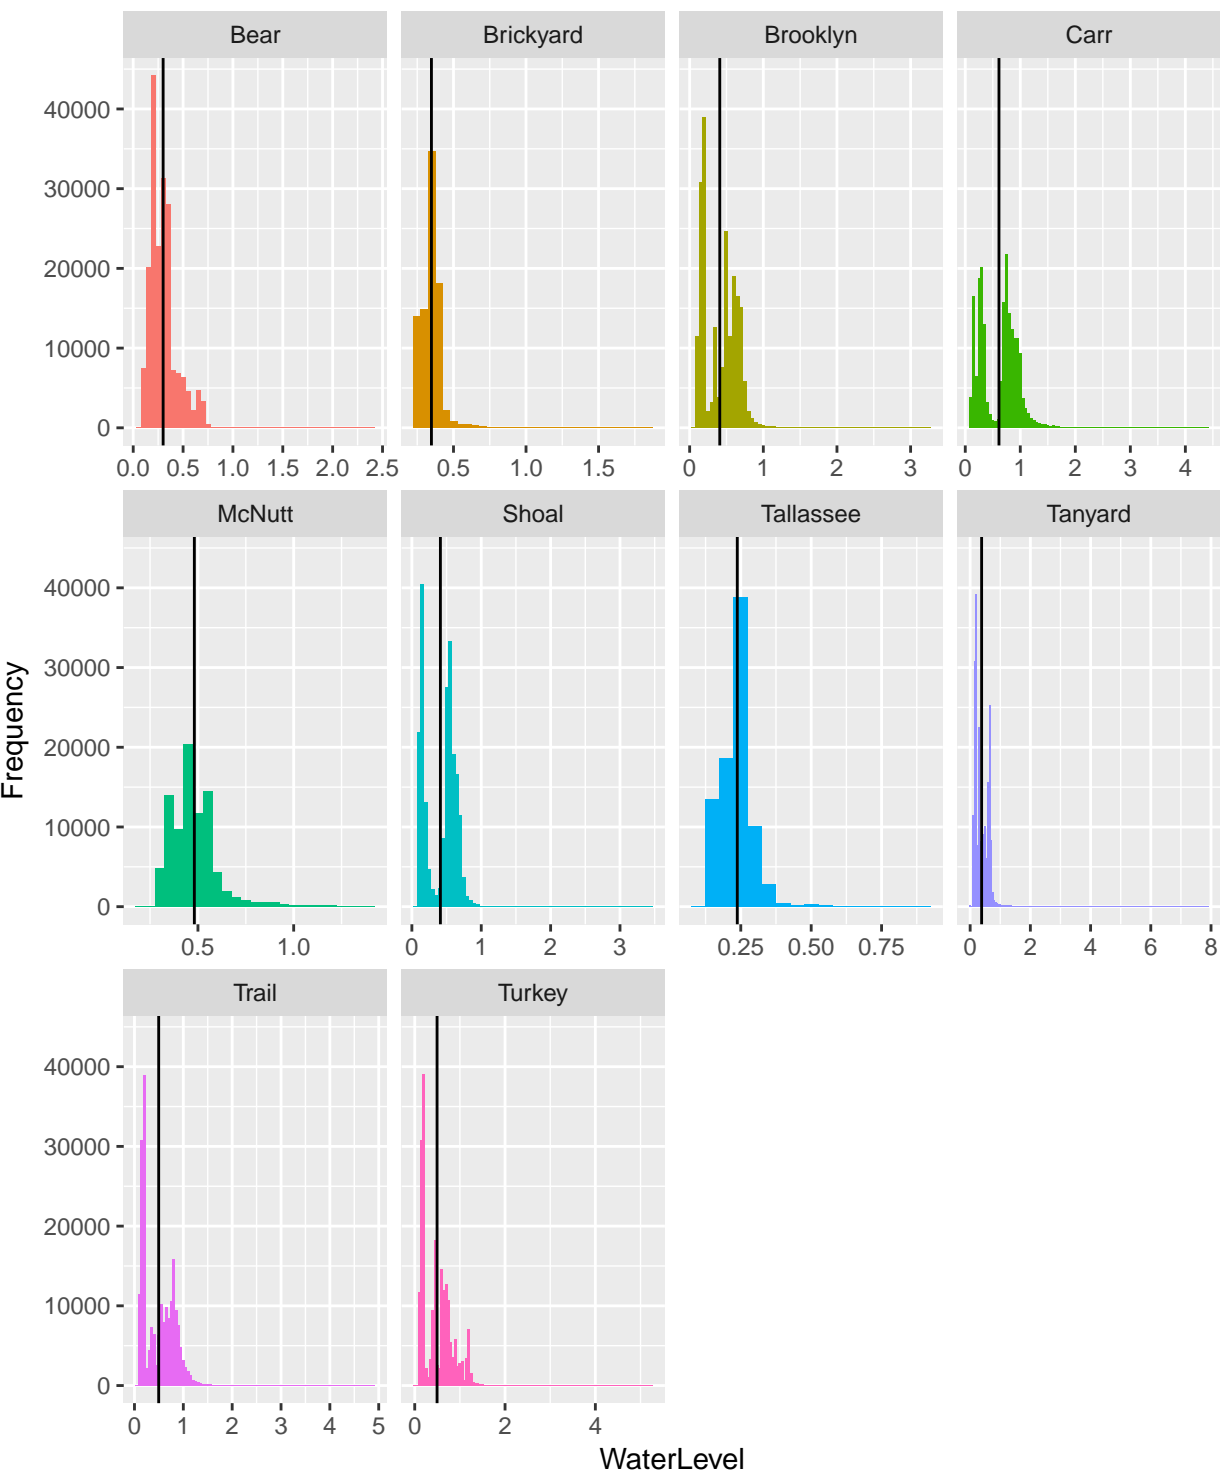 Bear Brickyard Brooklyn Carr
40000
30000
20000
10000
0
0.0 0.5 1.0 1.5 2.0 2.5 0.5 1.0 1.5 0 1 2 3 0 1 2 3 4
McNutt Shoal Tallassee Tanyard
40000
30000
20000
10000
0
0.5 1.0 0 1 2 3 0.25 0.50 0.75 0 2 4 6 8
Frequency
Trail Turkey
40000
30000
20000
10000
0
0 1 2 3 4 5 0 2 4
WaterLevel